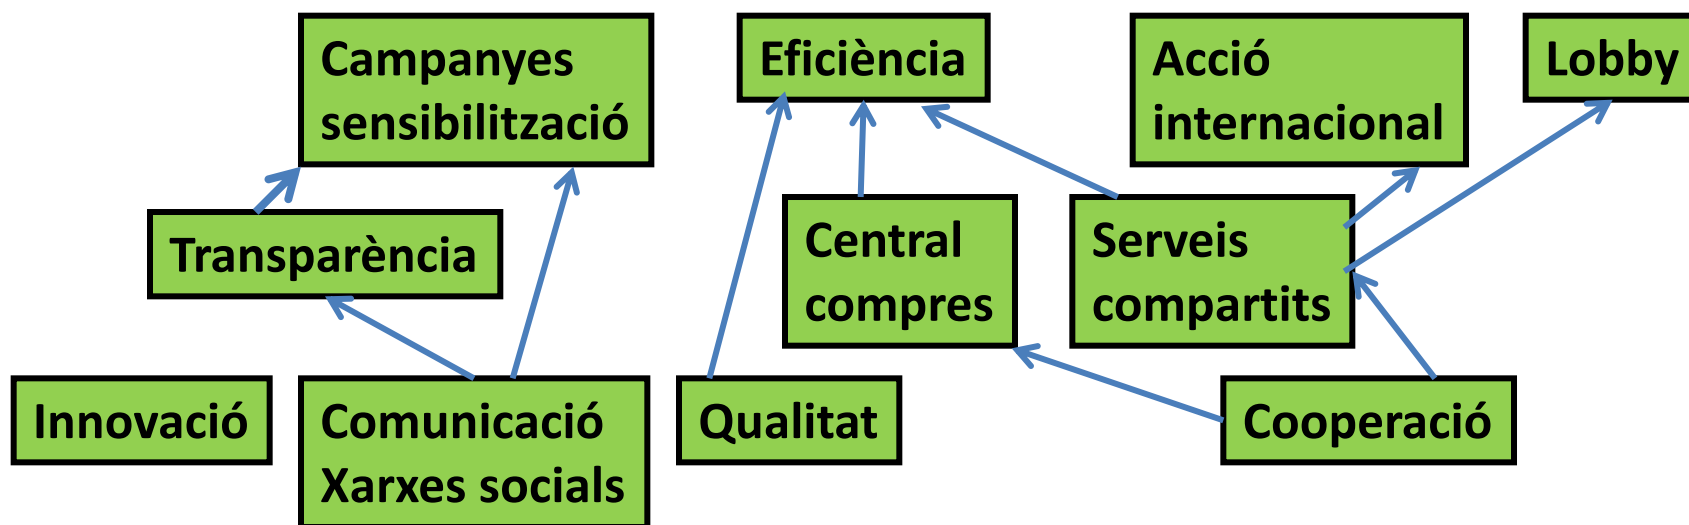 Campanyes
sensibilització
Eficiència
Acció
internacional
Lobby
Transparència
Central
compres
Serveis
compartits
Innovació
Comunicació
Xarxes socials
Qualitat
Cooperació